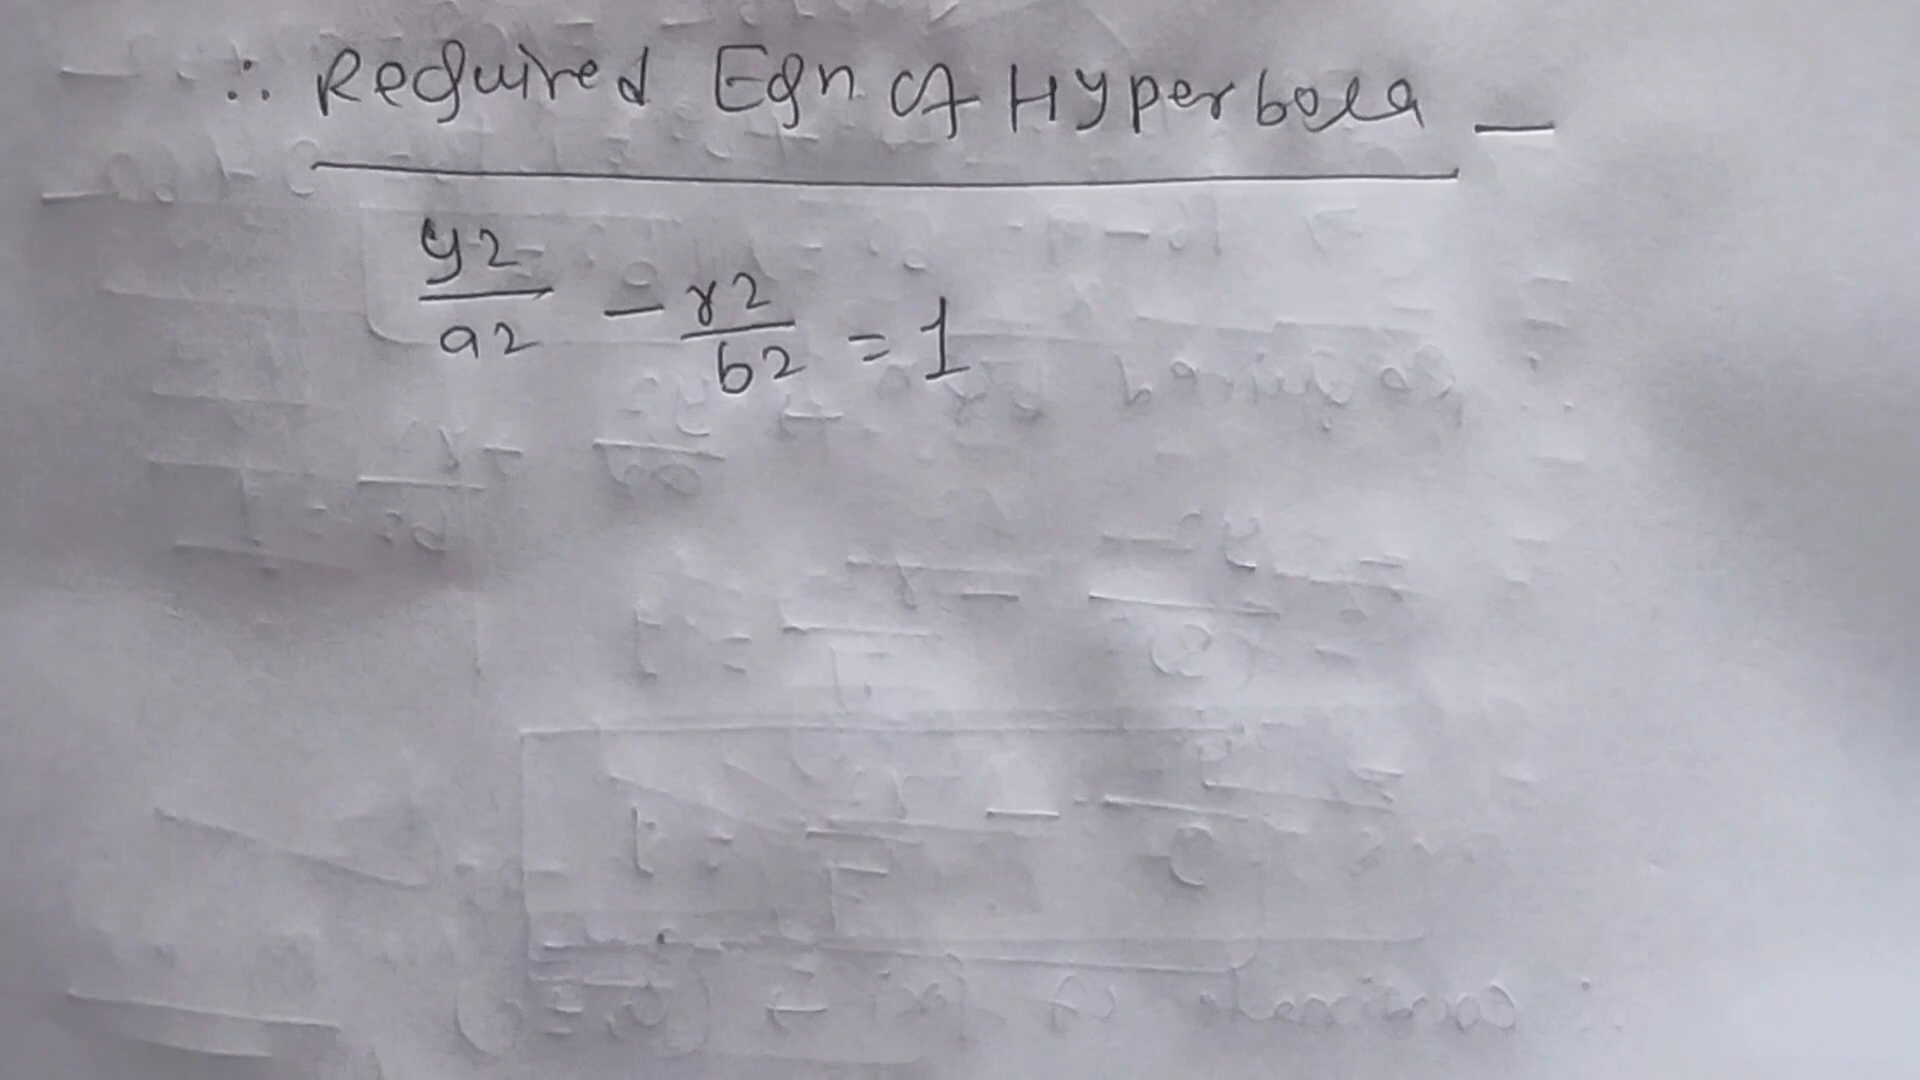 ∴ Required Eqn of Hyperbola —
y2/a2 - x2/b2 = 1